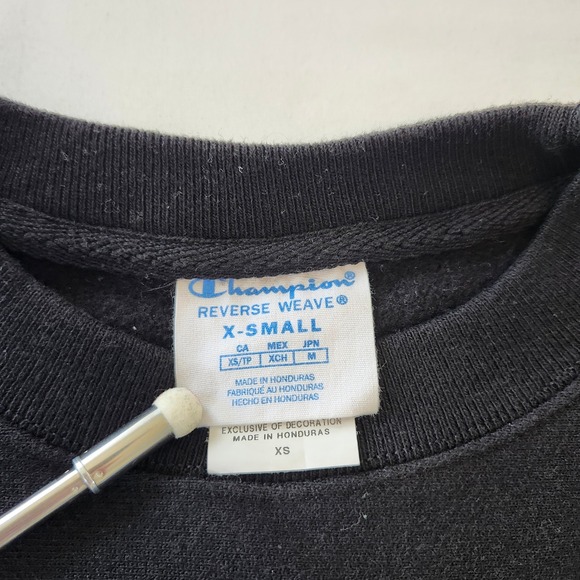 Champion®
REVERSE WEAVE®
X-SMALL
CA MEX JPN
XS/TP XCH M
MADE IN HONDURAS
FABRIQUÉ AU HONDURAS
HECHO EN HONDURAS
EXCLUSIVE OF DECORATION
MADE IN HONDURAS
XS